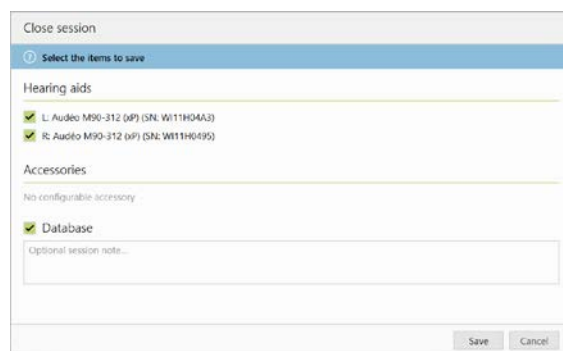 Close session
Select the items to save
Hearing aids
L: Audéo M90-312 (xP) (SN: WI11H04A3)
R: Audéo M90-312 (xP) (SN: WI11H0495)
Accessories
No configurable accessory
Database
Optional session note...
Save Cancel